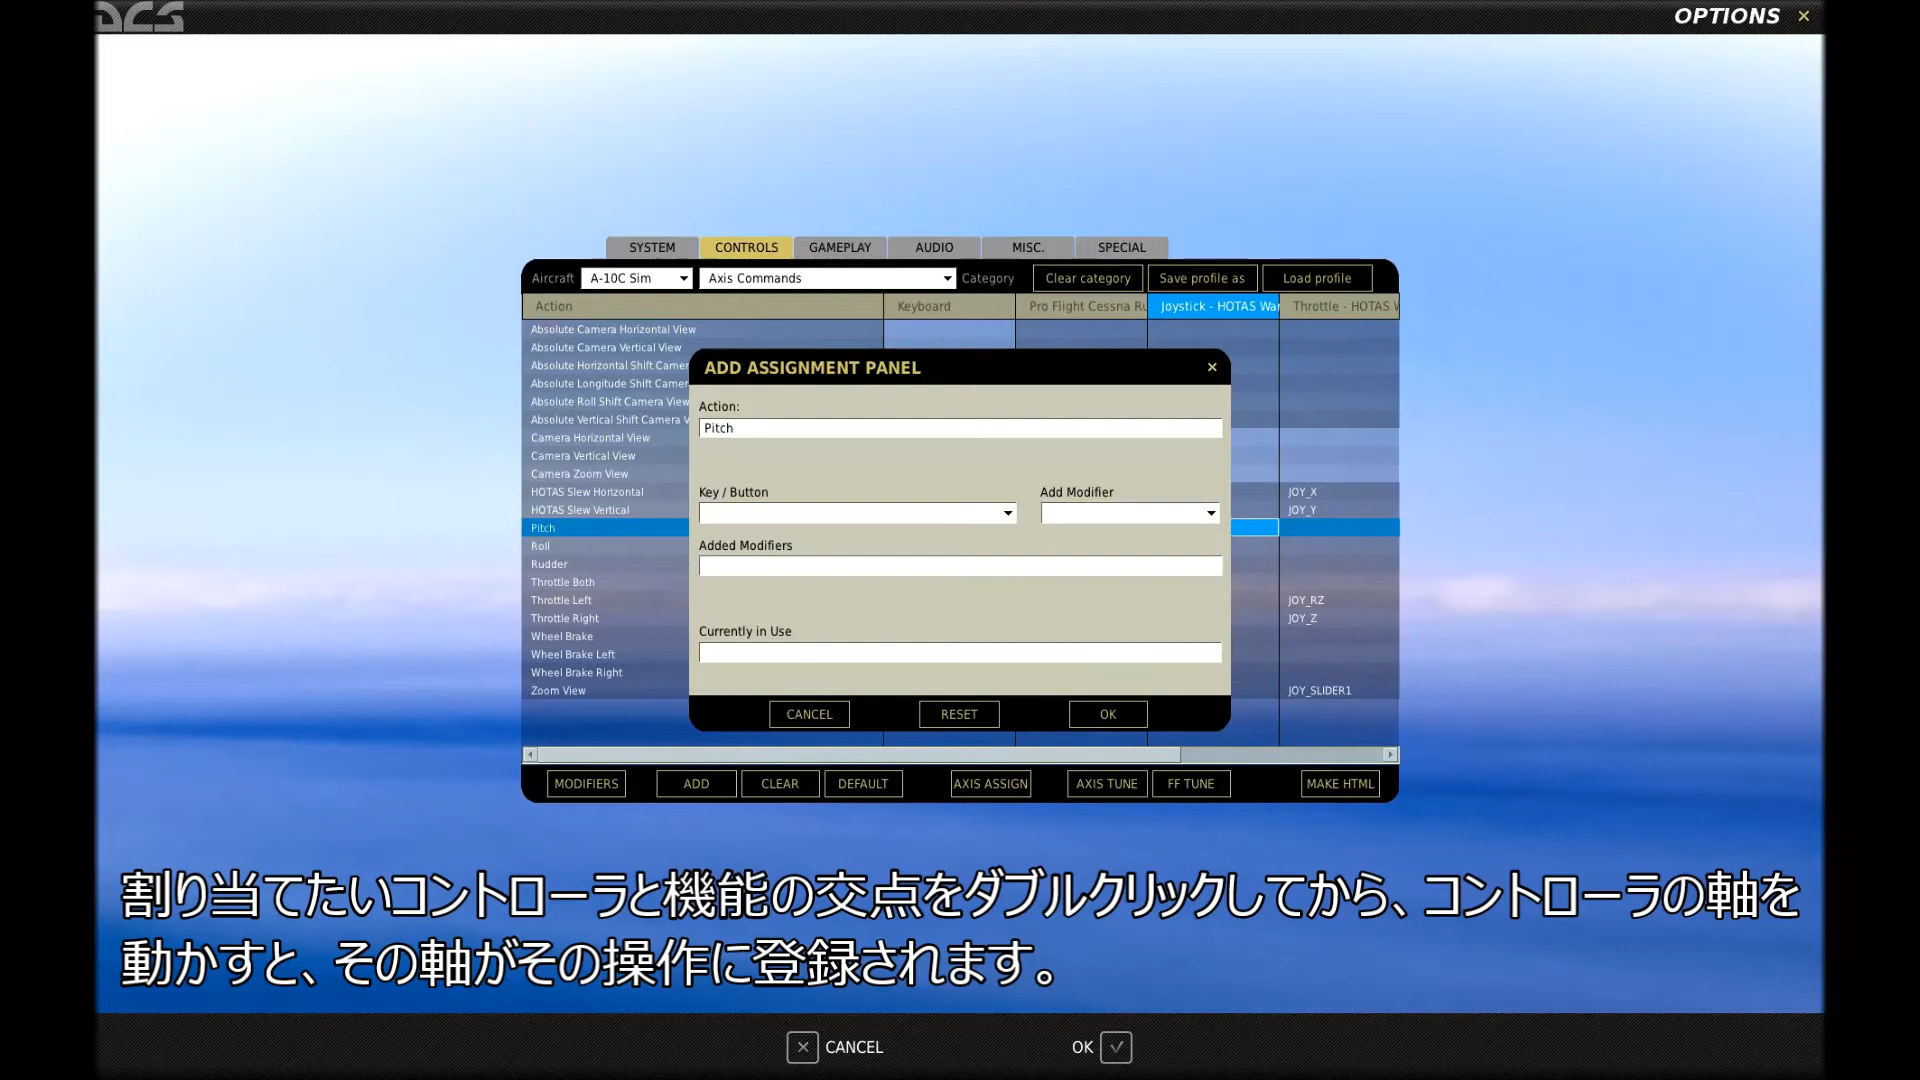 DCS
OPTIONS
SYSTEM CONTROLS GAMEPLAY AUDIO MISC. SPECIAL
Aircraft A-10C Sim Axis Commands Category Clear category Save profile as Load profile
Action Keyboard Pro Flight Cessna Ru Joystick - HOTAS War Throttle - HOTAS W
Absolute Camera Horizontal View
Absolute Camera Vertical View
Absolute Horizontal Shift Camer
Absolute Longitude Shift Camer
Absolute Roll Shift Camera View
Absolute Vertical Shift Camera V
Camera Horizontal View
Camera Vertical View
Camera Zoom View
HOTAS Slew Horizontal JOY_X
HOTAS Slew Vertical JOY_Y
Pitch
Roll
Rudder
Throttle Both
Throttle Left JOY_RZ
Throttle Right JOY_Z
Wheel Brake
Wheel Brake Left
Wheel Brake Right
Zoom View JOY_SLIDER1
ADD ASSIGNMENT PANEL
Action:
Pitch
Key / Button Add Modifier
Added Modifiers
Currently in Use
CANCEL RESET OK
MODIFIERS ADD CLEAR DEFAULT AXIS ASSIGN AXIS TUNE FF TUNE MAKE HTML
割り当てたいコントローラと機能の交点をダブルクリックしてから、コントローラの軸を
動かすと、その軸がその操作に登録されます。
CANCEL OK